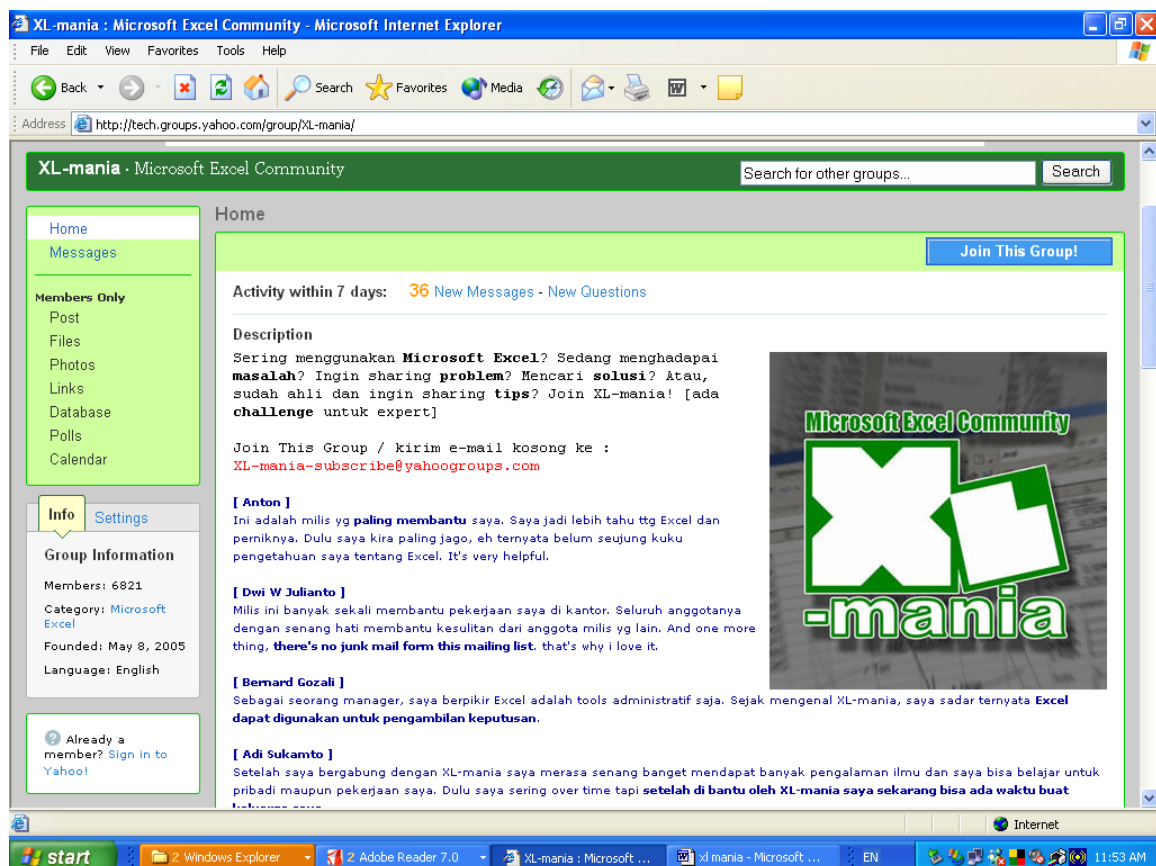 XL-mania : Microsoft Excel Community - Microsoft Internet Explorer
File Edit View Favorites Tools Help
Back Search Favorites Media
Address http://tech.groups.yahoo.com/group/XL-mania/
XL-mania · Microsoft Excel Community
Search for other groups... Search
Home
Messages
Members Only
Post
Files
Photos
Links
Database
Polls
Calendar
Info Settings
Group Information
Members: 6821
Category: Microsoft
Excel
Founded: May 8, 2005
Language: English
Already a
member? Sign in to
Yahoo!
Home
Join This Group!
Activity within 7 days: 36 New Messages - New Questions
Description
Sering menggunakan Microsoft Excel? Sedang menghadapai
masalah? Ingin sharing problem? Mencari solusi? Atau,
sudah ahli dan ingin sharing tips? Join XL-mania! [ada
challenge untuk expert]
Join This Group / kirim e-mail kosong ke :
XL-mania-subscribe@yahoogroups.com
Microsoft Excel Community
XL
-mania
[ Anton ]
Ini adalah milis yg paling membantu saya. Saya jadi lebih tahu ttg Excel dan
perniknya. Dulu saya kira paling jago, eh ternyata belum seujung kuku
pengetahuan saya tentang Excel. It's very helpful.
[ Dwi W Julianto ]
Milis ini banyak sekali membantu pekerjaan saya di kantor. Seluruh anggotanya
dengan senang hati membantu kesulitan dari anggota milis yg lain. And one more
thing, there's no junk mail form this mailing list. that's why i love it.
[ Bernard Gozali ]
Sebagai seorang manager, saya berpikir Excel adalah tools administratif saja. Sejak mengenal XL-mania, saya sadar ternyata Excel
dapat digunakan untuk pengambilan keputusan.
[ Adi Sukamto ]
Setelah saya bergabung dengan XL-mania saya merasa senang banget mendapat banyak pengalaman ilmu dan saya bisa belajar untuk
pribadi maupun pekerjaan saya. Dulu saya sering over time tapi setelah di bantu oleh XL-mania saya sekarang bisa ada waktu buat
Internet
start 2 Windows Explorer 2 Adobe Reader 7.0 XL-mania : Microsoft ... xl mania - Microsoft ... EN 11:53 AM